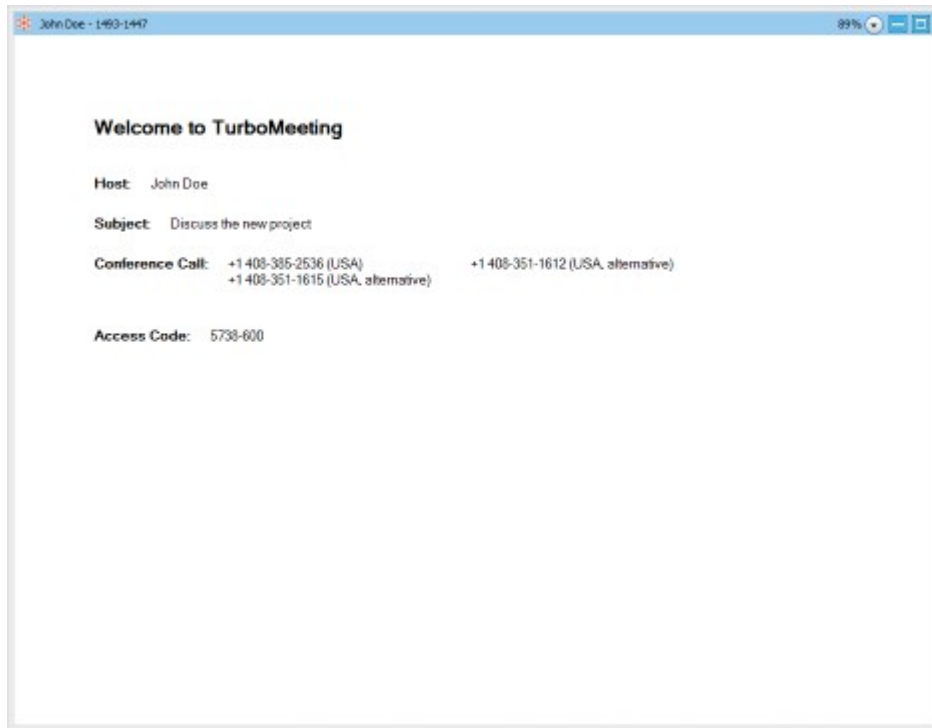 John Doe - 1493-1447 89%
Welcome to TurboMeeting
Host: John Doe
Subject: Discuss the new project
Conference Call: +1 408-385-2536 (USA) +1 408-351-1612 (USA, alternative)
+1 408-351-1615 (USA, alternative)
Access Code: 5738-600